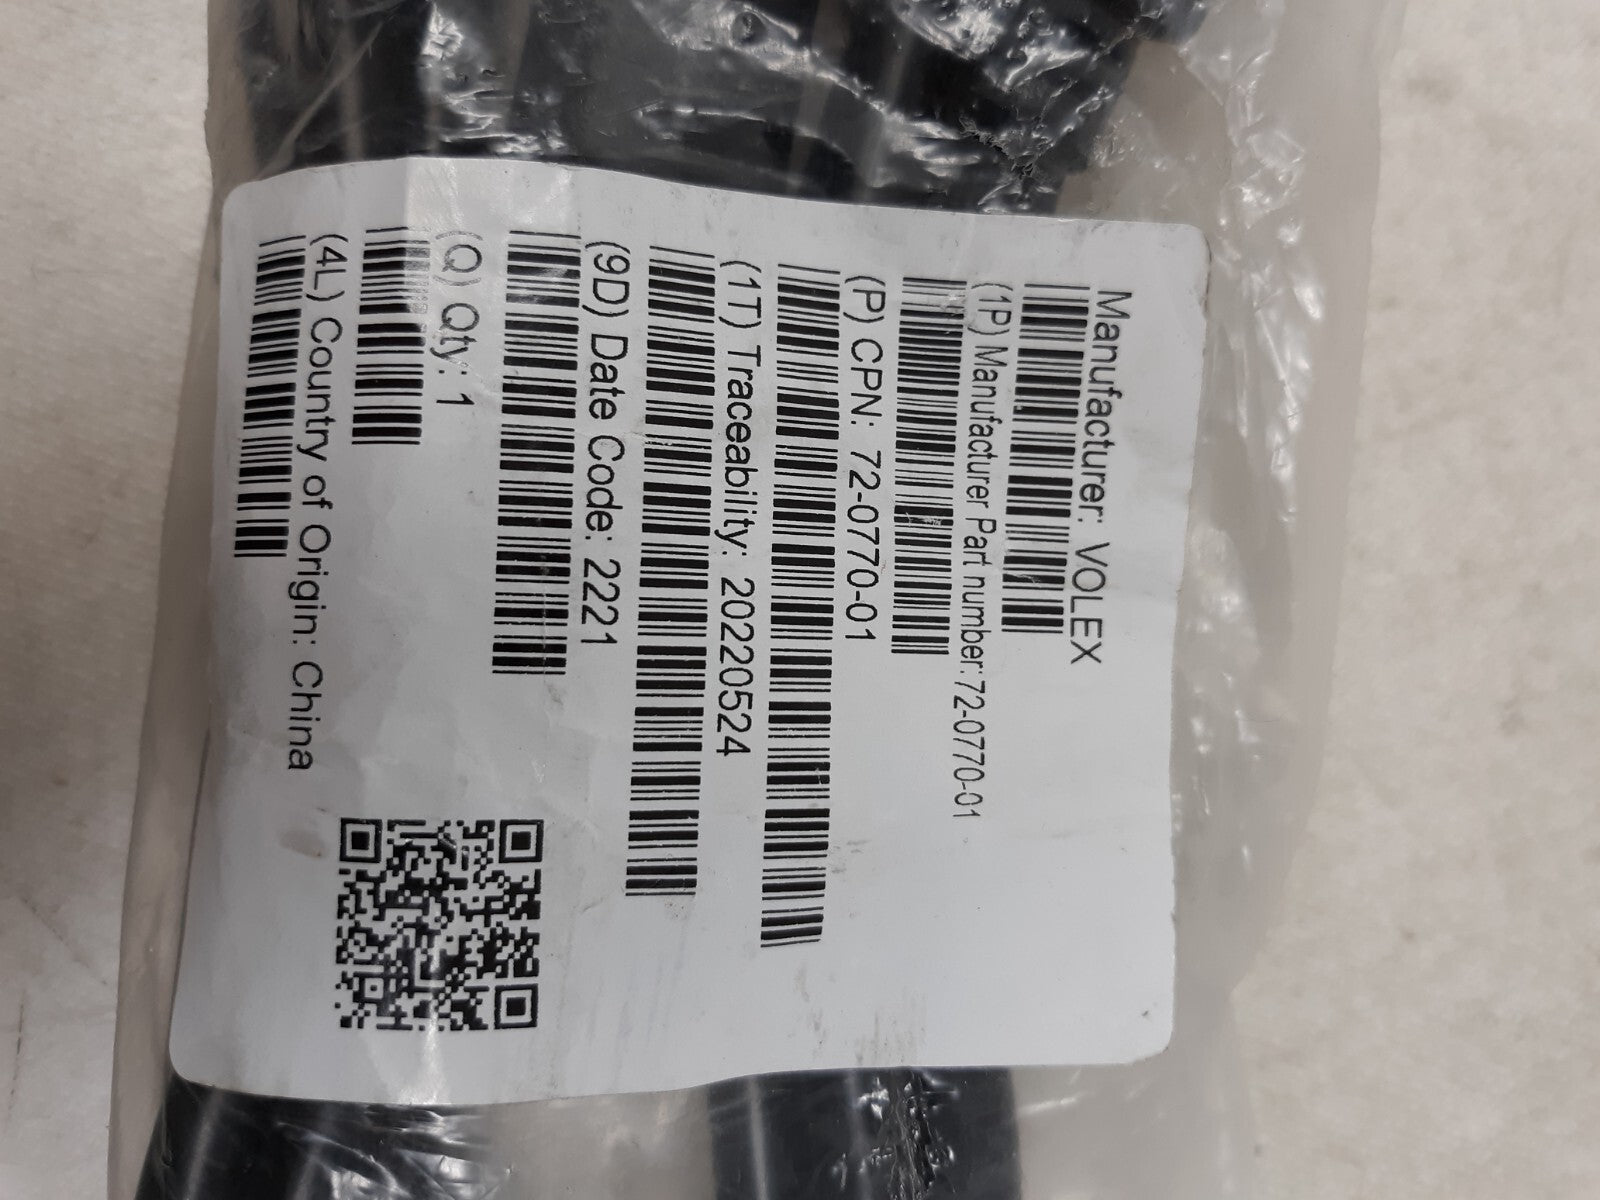 Manufacturer: VOLEX
(1P) Manufacturer Part number:72-0770-01
(P) CPN: 72-0770-01
(1T) Traceability: 20220524
(9D) Date Code: 2221
(Q) Qty: 1
(4L) Country of Origin: China